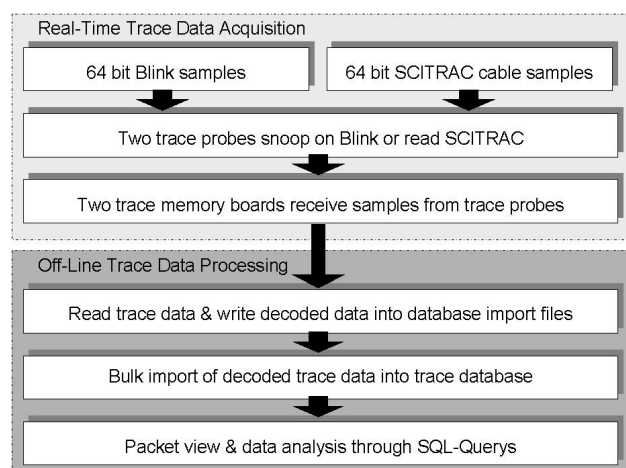 Real-Time Trace Data Acquisition
64 bit Blink samples
64 bit SCITRAC cable samples
Two trace probes snoop on Blink or read SCITRAC
Two trace memory boards receive samples from trace probes
Off-Line Trace Data Processing
Read trace data & write decoded data into database import files
Bulk import of decoded trace data into trace database
Packet view & data analysis through SQL-Querys